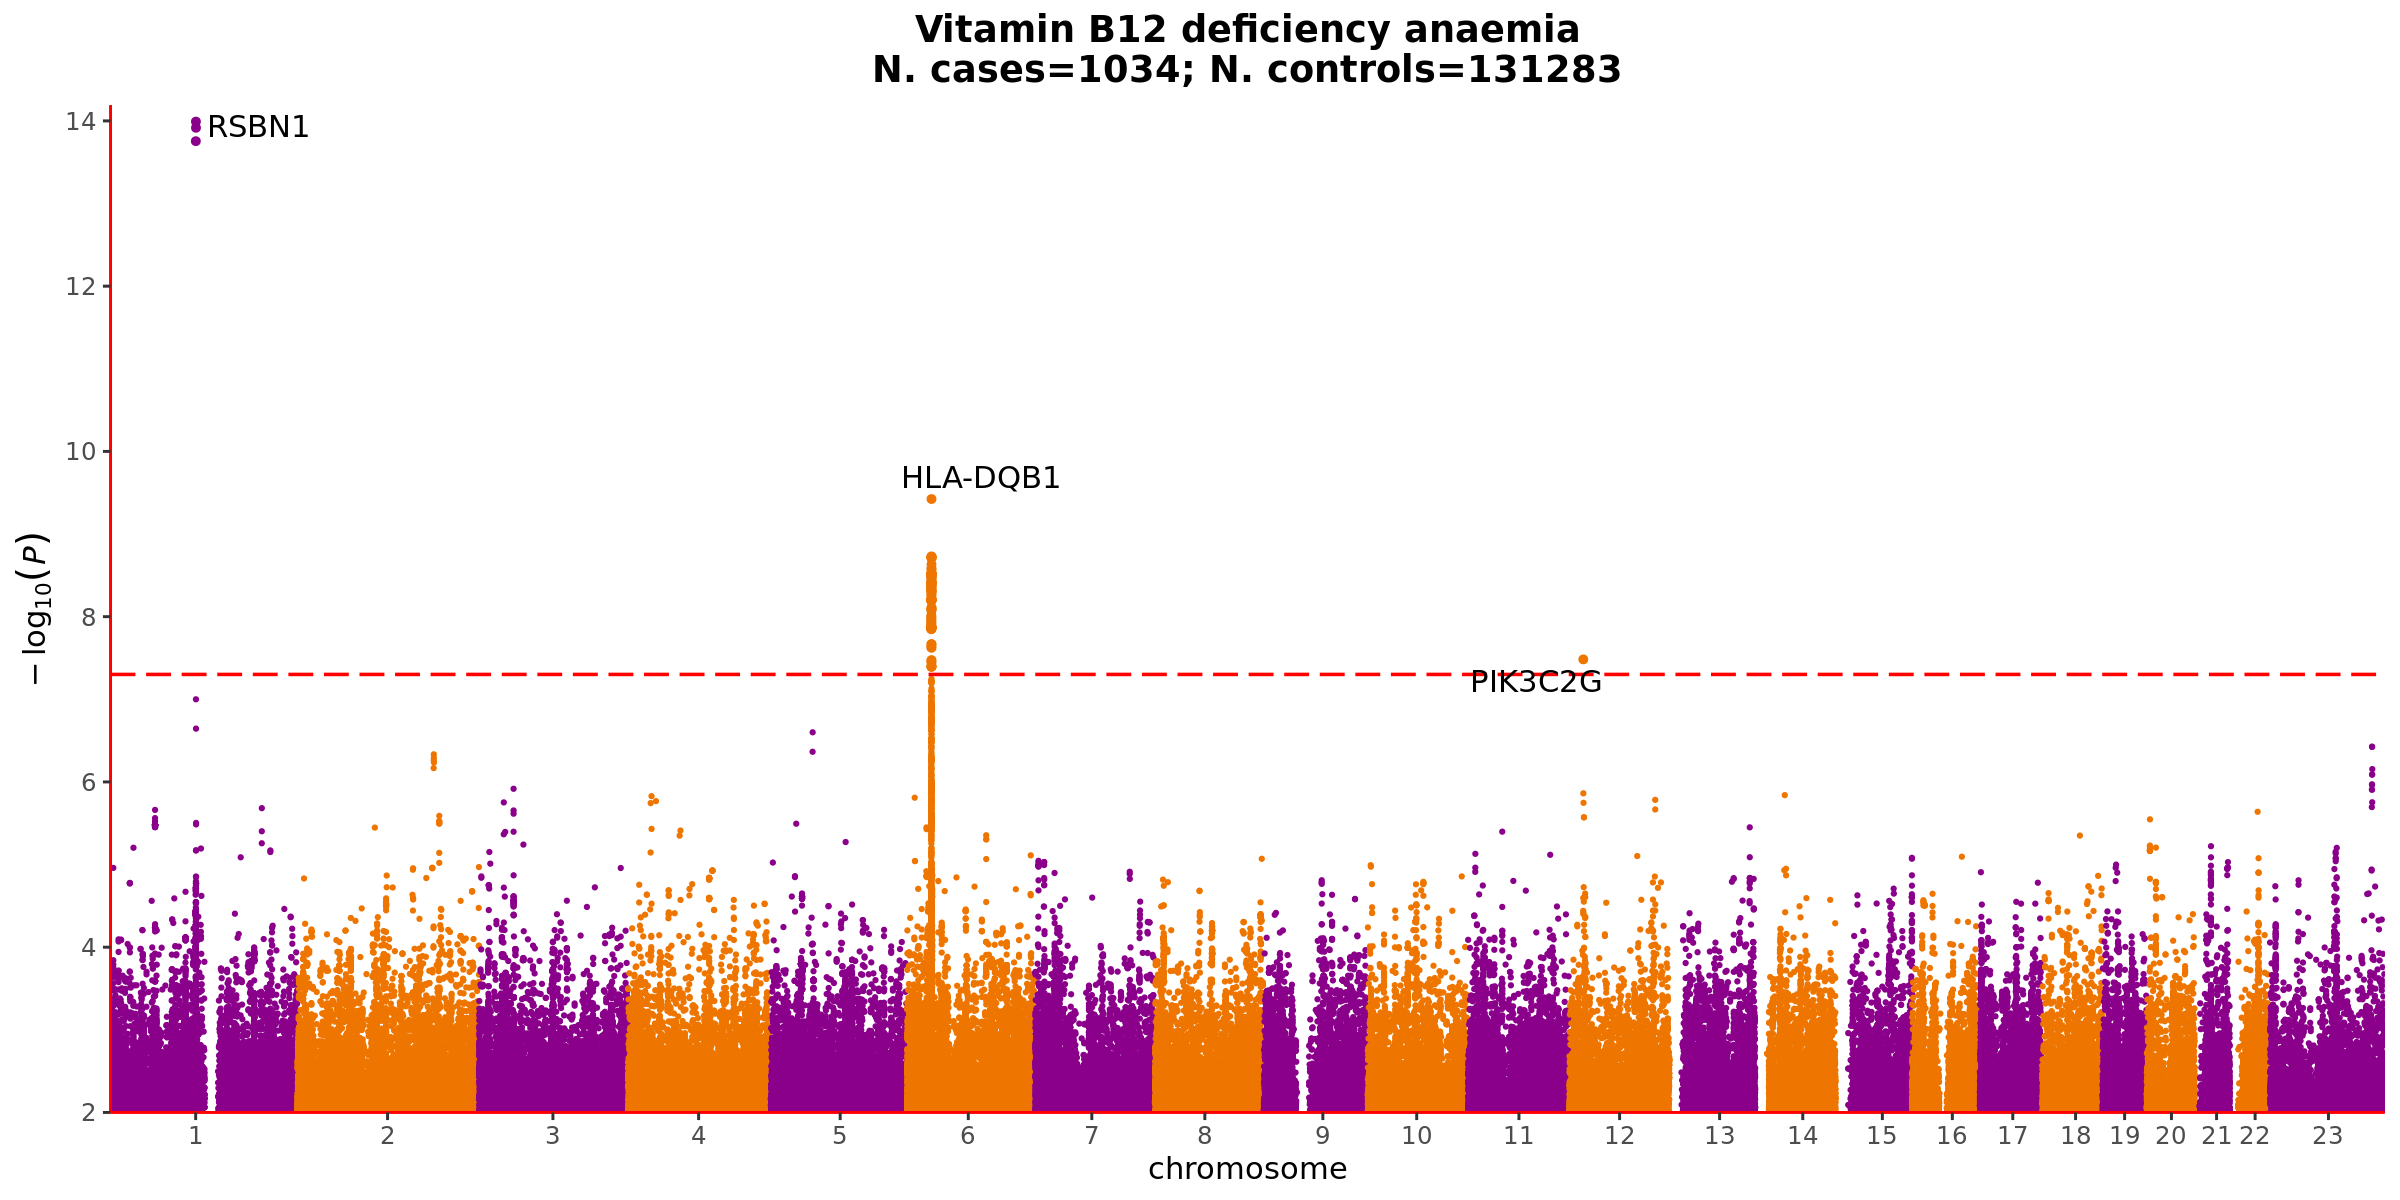 Vitamin B12 deficiency anaemia
N. cases=1034; N. controls=131283
14
RSBN1
12
10
HLA-DQB1
8
PIK3C2G
6
4
2
−log10(P)
1 2 3 4 5 6 7 8 9 10 11 12 13 14 15 16 17 18 19 20 21 22 23
chromosome